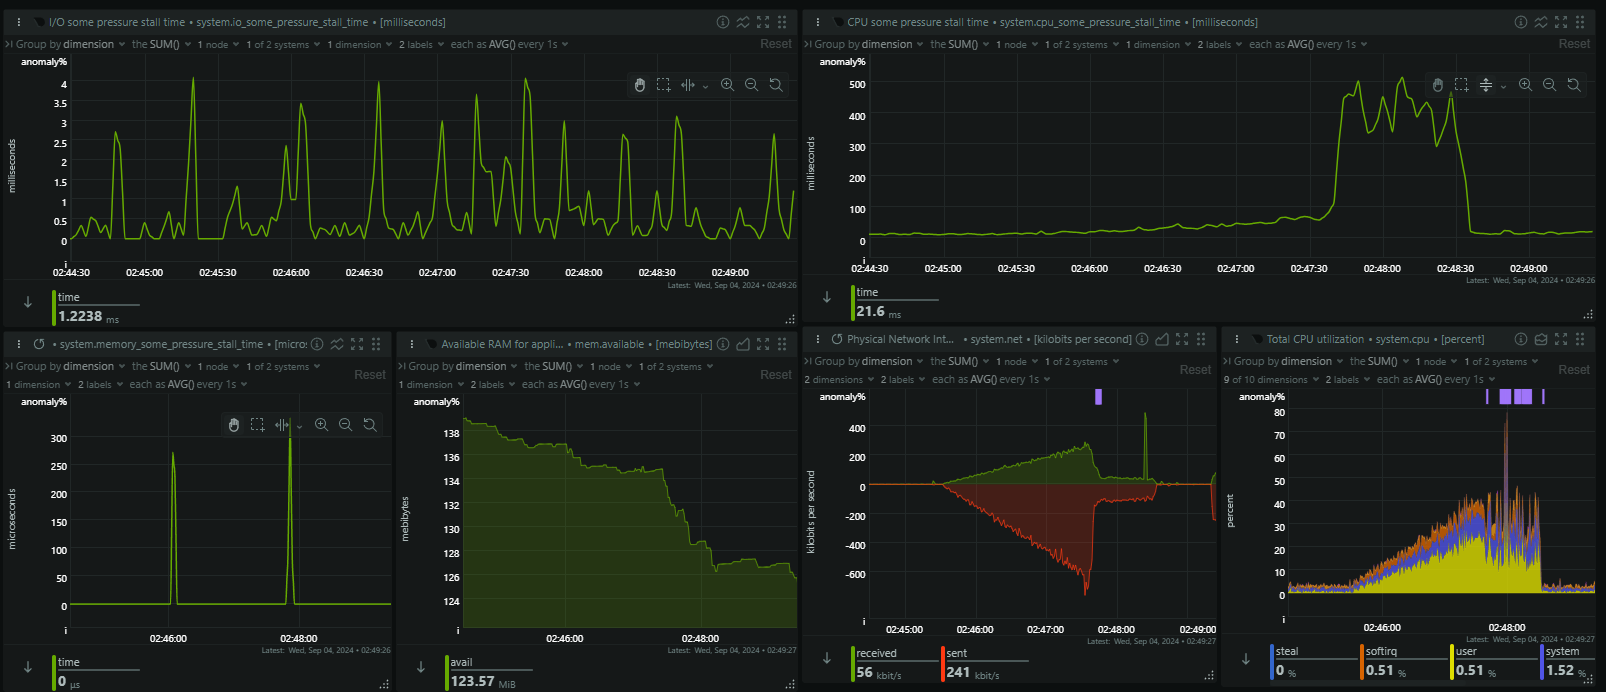 I/O some pressure stall time • system.io_some_pressure_stall_time • [milliseconds]
Group by dimension the SUM() 1 node 1 of 2 systems 1 dimension 2 labels each as AVG() every 1s Reset
anomaly%
4
3.5
3
2.5
2
1.5
1
0.5
0
milliseconds
i
02:44:30 02:45:00 02:45:30 02:46:00 02:46:30 02:47:00 02:47:30 02:48:00 02:48:30 02:49:00
Latest: Wed, Sep 04, 2024 • 02:49:26
time
1.2238 ms
CPU some pressure stall time • system.cpu_some_pressure_stall_time • [milliseconds]
Group by dimension the SUM() 1 node 1 of 2 systems 1 dimension 2 labels each as AVG() every 1s Reset
anomaly%
500
400
300
200
100
0
milliseconds
i
02:44:30 02:45:00 02:45:30 02:46:00 02:46:30 02:47:00 02:47:30 02:48:00 02:48:30 02:49:00
Latest: Wed, Sep 04, 2024 • 02:49:26
time
21.6 ms
• system.memory_some_pressure_stall_time • [micros
Group by dimension the SUM() 1 node 1 of 2 systems
1 dimension 2 labels each as AVG() every 1s Reset
anomaly%
300
250
200
150
100
50
0
microseconds
i
02:46:00 02:48:00
Latest: Wed, Sep 04, 2024 • 02:49:26
time
0 µs
Available RAM for appli... • mem.available • [mebibytes]
Group by dimension the SUM() 1 node 1 of 2 systems
1 dimension 2 labels each as AVG() every 1s Reset
anomaly%
138
136
134
132
130
128
126
124
mebibytes
i
02:46:00 02:48:00
Latest: Wed, Sep 04, 2024 • 02:49:27
avail
123.57 MiB
Physical Network Int... • system.net • [kilobits per second]
Group by dimension the SUM() 1 node 1 of 2 systems
2 dimensions 2 labels each as AVG() every 1s Reset
anomaly%
400
200
0
-200
-400
-600
kilobits per second
i
02:45:00 02:46:00 02:47:00 02:48:00 02:49:00
Latest: Wed, Sep 04, 2024 • 02:49:27
received sent
56 kbit/s 241 kbit/s
Total CPU utilization • system.cpu • [percent]
Group by dimension the SUM() 1 node 1 of 2 systems
9 of 10 dimensions 2 labels each as AVG() every 1s Reset
anomaly%
80
70
60
50
40
30
20
10
0
percent
i
02:46:00 02:48:00
Latest: Wed, Sep 04, 2024 • 02:49:27
steal softirq user system
0 % 0.51 % 0.51 % 1.52 %